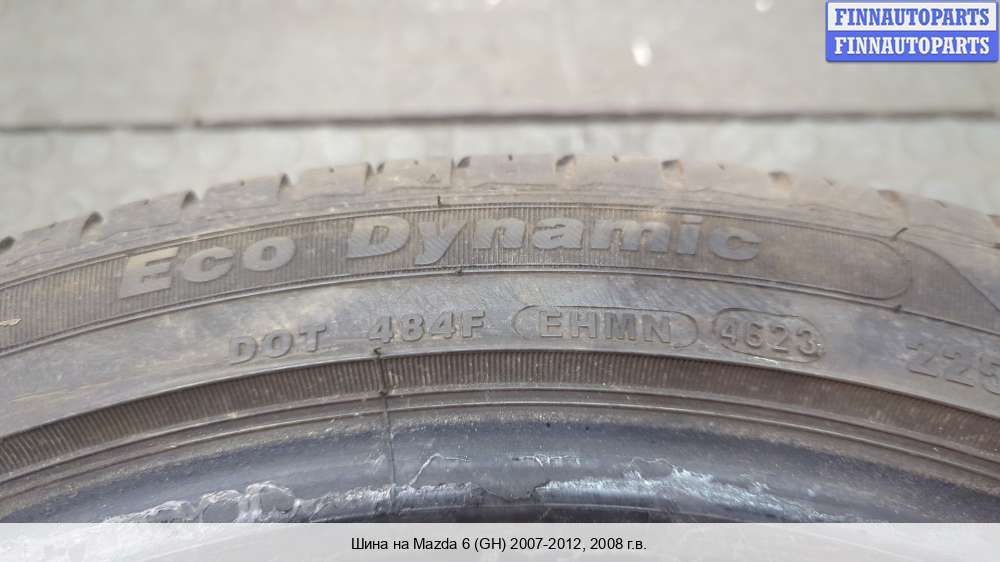 FINNAUTOPARTS
FINNAUTOPARTS
Eco Dynamic
DOT 484F EHMN 4623 225
Шина на Mazda 6 (GH) 2007-2012, 2008 г.в.